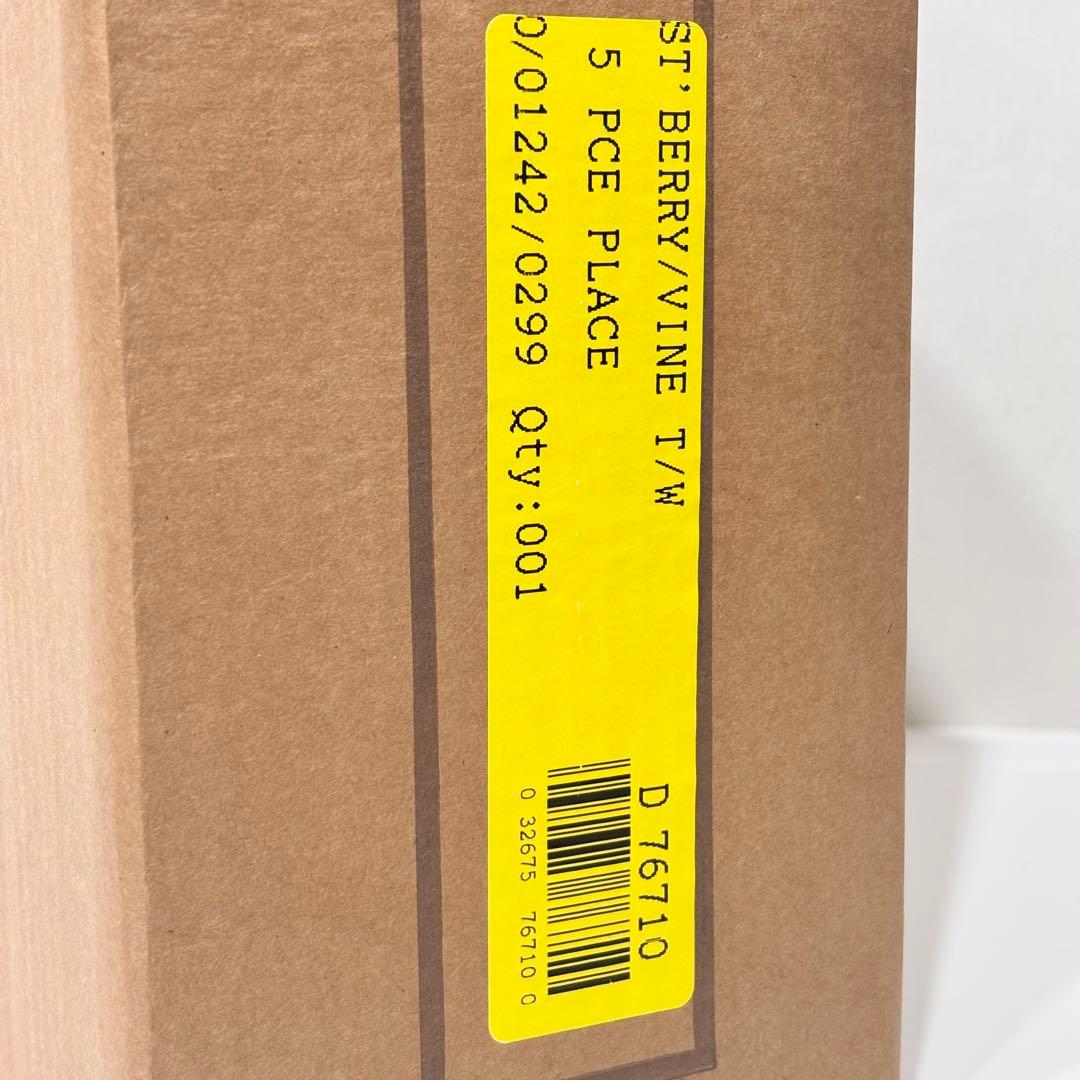 ST'BERRY/VINE T/W
5 PCE PLACE
0/01242/0299 Qty:001
D 76710
0 32675 76710 0